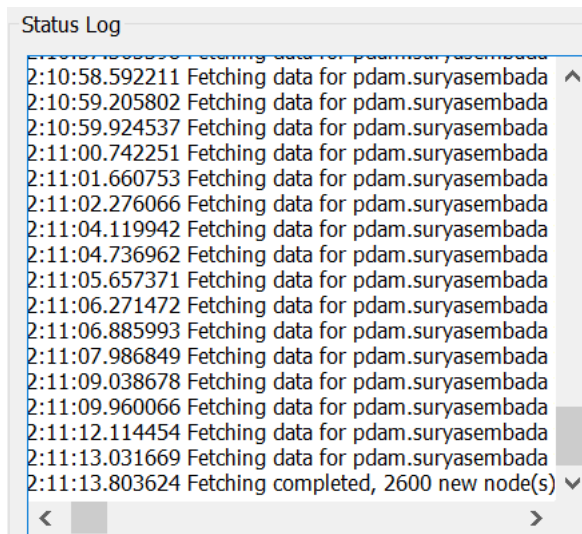 Status Log
2:10:58.592211 Fetching data for pdam.suryasembada
2:10:59.205802 Fetching data for pdam.suryasembada
2:10:59.924537 Fetching data for pdam.suryasembada
2:11:00.742251 Fetching data for pdam.suryasembada
2:11:01.660753 Fetching data for pdam.suryasembada
2:11:02.276066 Fetching data for pdam.suryasembada
2:11:04.119942 Fetching data for pdam.suryasembada
2:11:04.736962 Fetching data for pdam.suryasembada
2:11:05.657371 Fetching data for pdam.suryasembada
2:11:06.271472 Fetching data for pdam.suryasembada
2:11:06.885993 Fetching data for pdam.suryasembada
2:11:07.986849 Fetching data for pdam.suryasembada
2:11:09.038678 Fetching data for pdam.suryasembada
2:11:09.960066 Fetching data for pdam.suryasembada
2:11:12.114454 Fetching data for pdam.suryasembada
2:11:13.031669 Fetching data for pdam.suryasembada
2:11:13.803624 Fetching completed, 2600 new node(s)